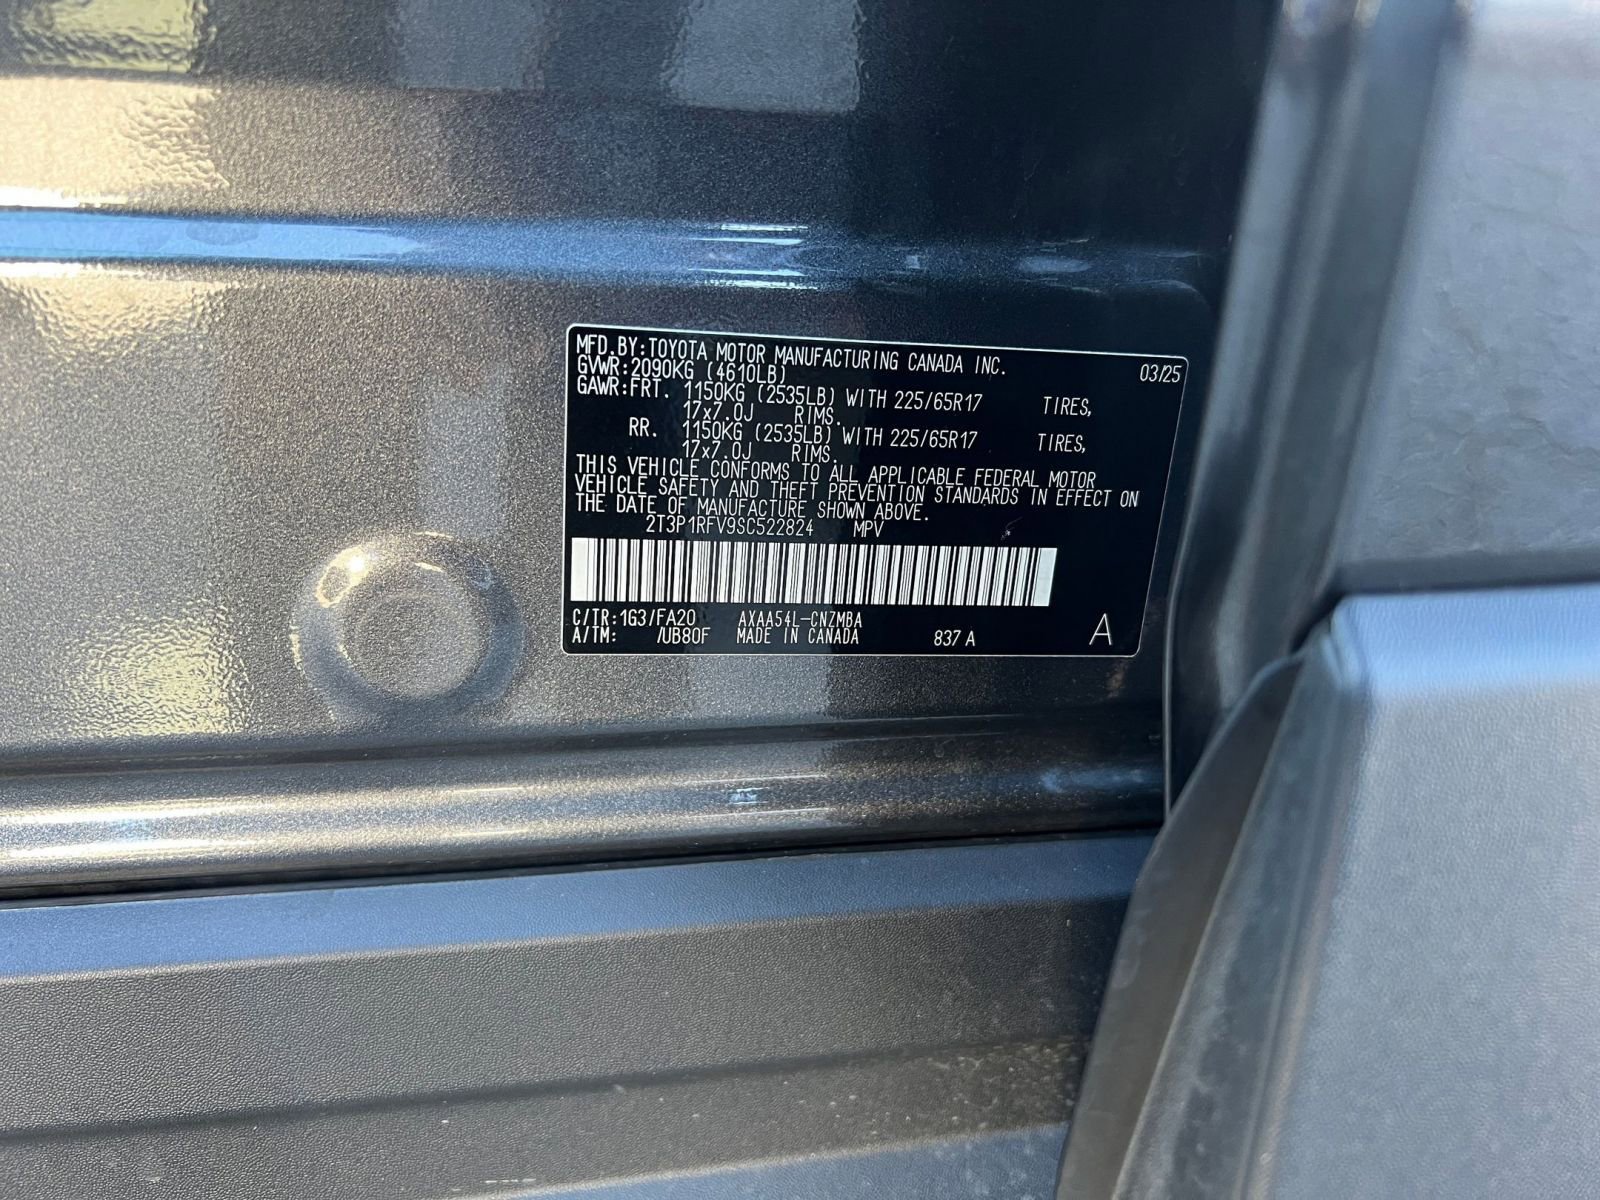 MFD.BY:TOYOTA MOTOR MANUFACTURING CANADA INC. 03/25
GVWR:2090KG (4610LB)
GAWR:FRT. 1150KG (2535LB) WITH 225/65R17 TIRES,
17x7.0J RIMS.
RR. 1150KG (2535LB) WITH 225/65R17 TIRES,
17x7.0J RIMS.
THIS VEHICLE CONFORMS TO ALL APPLICABLE FEDERAL MOTOR
VEHICLE SAFETY AND THEFT PREVENTION STANDARDS IN EFFECT ON
THE DATE OF MANUFACTURE SHOWN ABOVE.
2T3P1RFV9SC522824 MPV
C/TR:1G3/FA20 AXAA54L-CNZMBA
A/TM: /UB80F MADE IN CANADA 837 A A